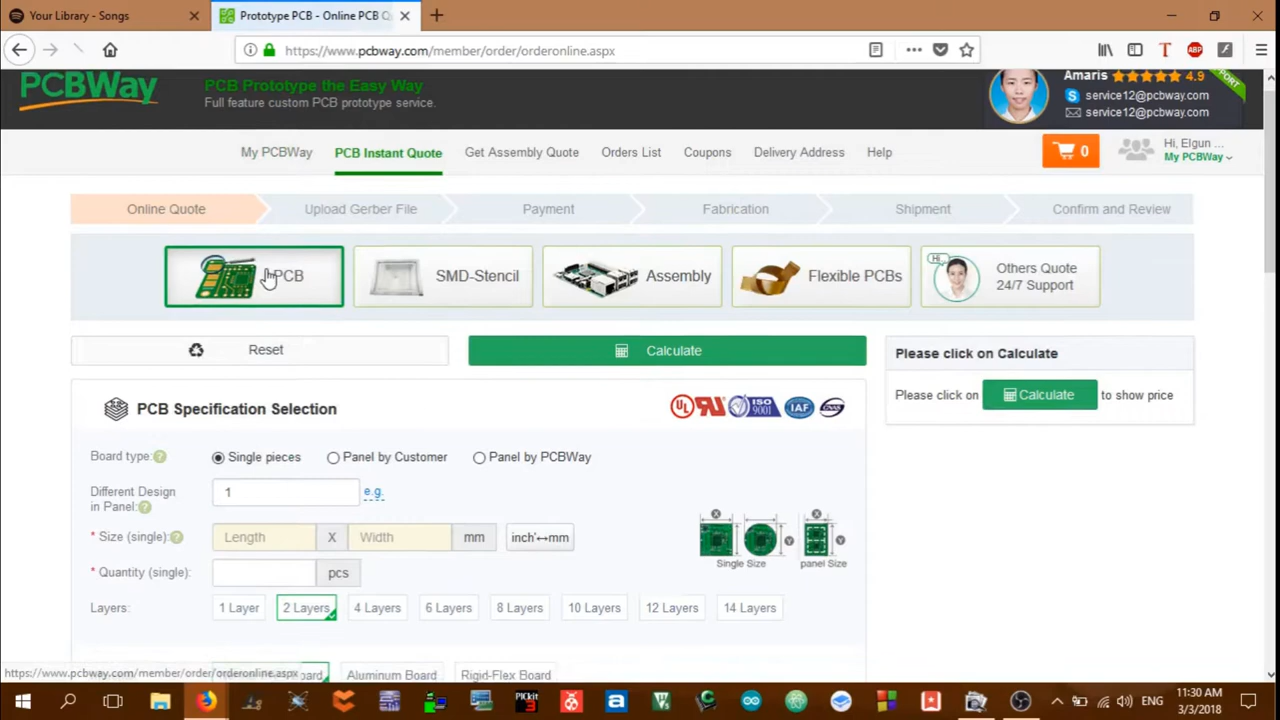 Your Library - Songs
Prototype PCB - Online PCB Q
https://www.pcbway.com/member/order/orderonline.aspx
PCBWay
PCB Prototype the Easy Way
Full feature custom PCB prototype service.
Amaris 4.9
service12@pcbway.com
service12@pcbway.com
My PCBWay PCB Instant Quote Get Assembly Quote Orders List Coupons Delivery Address Help
0
Hi, Elgun ...
My PCBWay
Online Quote Upload Gerber File Payment Fabrication Shipment Confirm and Review
PCB SMD-Stencil Assembly Flexible PCBs
Hi
Others Quote
24/7 Support
Reset Calculate
Please click on Calculate
Please click on Calculate to show price
PCB Specification Selection
ISO 9001 IAF
Board type: ? Single pieces Panel by Customer Panel by PCBWay
Different Design
in Panel: ?
1 e.g.
* Size (single): ? Length X Width mm inch↔mm
X X
Y Y
Single Size panel Size
* Quantity (single): pcs
Layers: 1 Layer 2 Layers 4 Layers 6 Layers 8 Layers 10 Layers 12 Layers 14 Layers
https://www.pcbway.com/member/order/orderonline.aspx
Aluminum Board Rigid-Flex Board
ENG
11:30 AM
3/3/2018